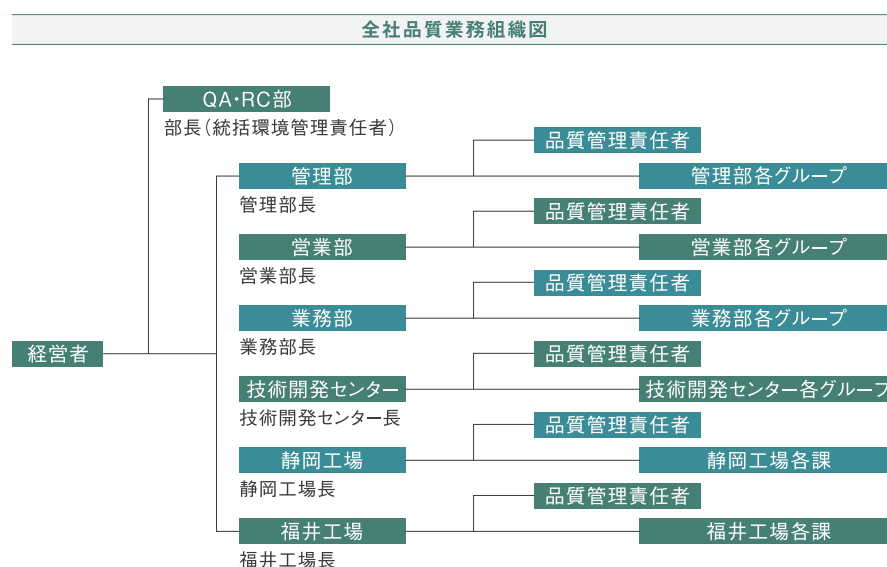 全社品質業務組織図
QA・RC部
部長（統括環境管理責任者）
品質管理責任者
管理部
管理部各グループ
管理部長
品質管理責任者
営業部
営業部各グループ
営業部長
品質管理責任者
業務部
業務部各グループ
業務部長
経営者
品質管理責任者
技術開発センター
技術開発センター各グループ
技術開発センター長
品質管理責任者
静岡工場
静岡工場各課
静岡工場長
品質管理責任者
福井工場
福井工場各課
福井工場長